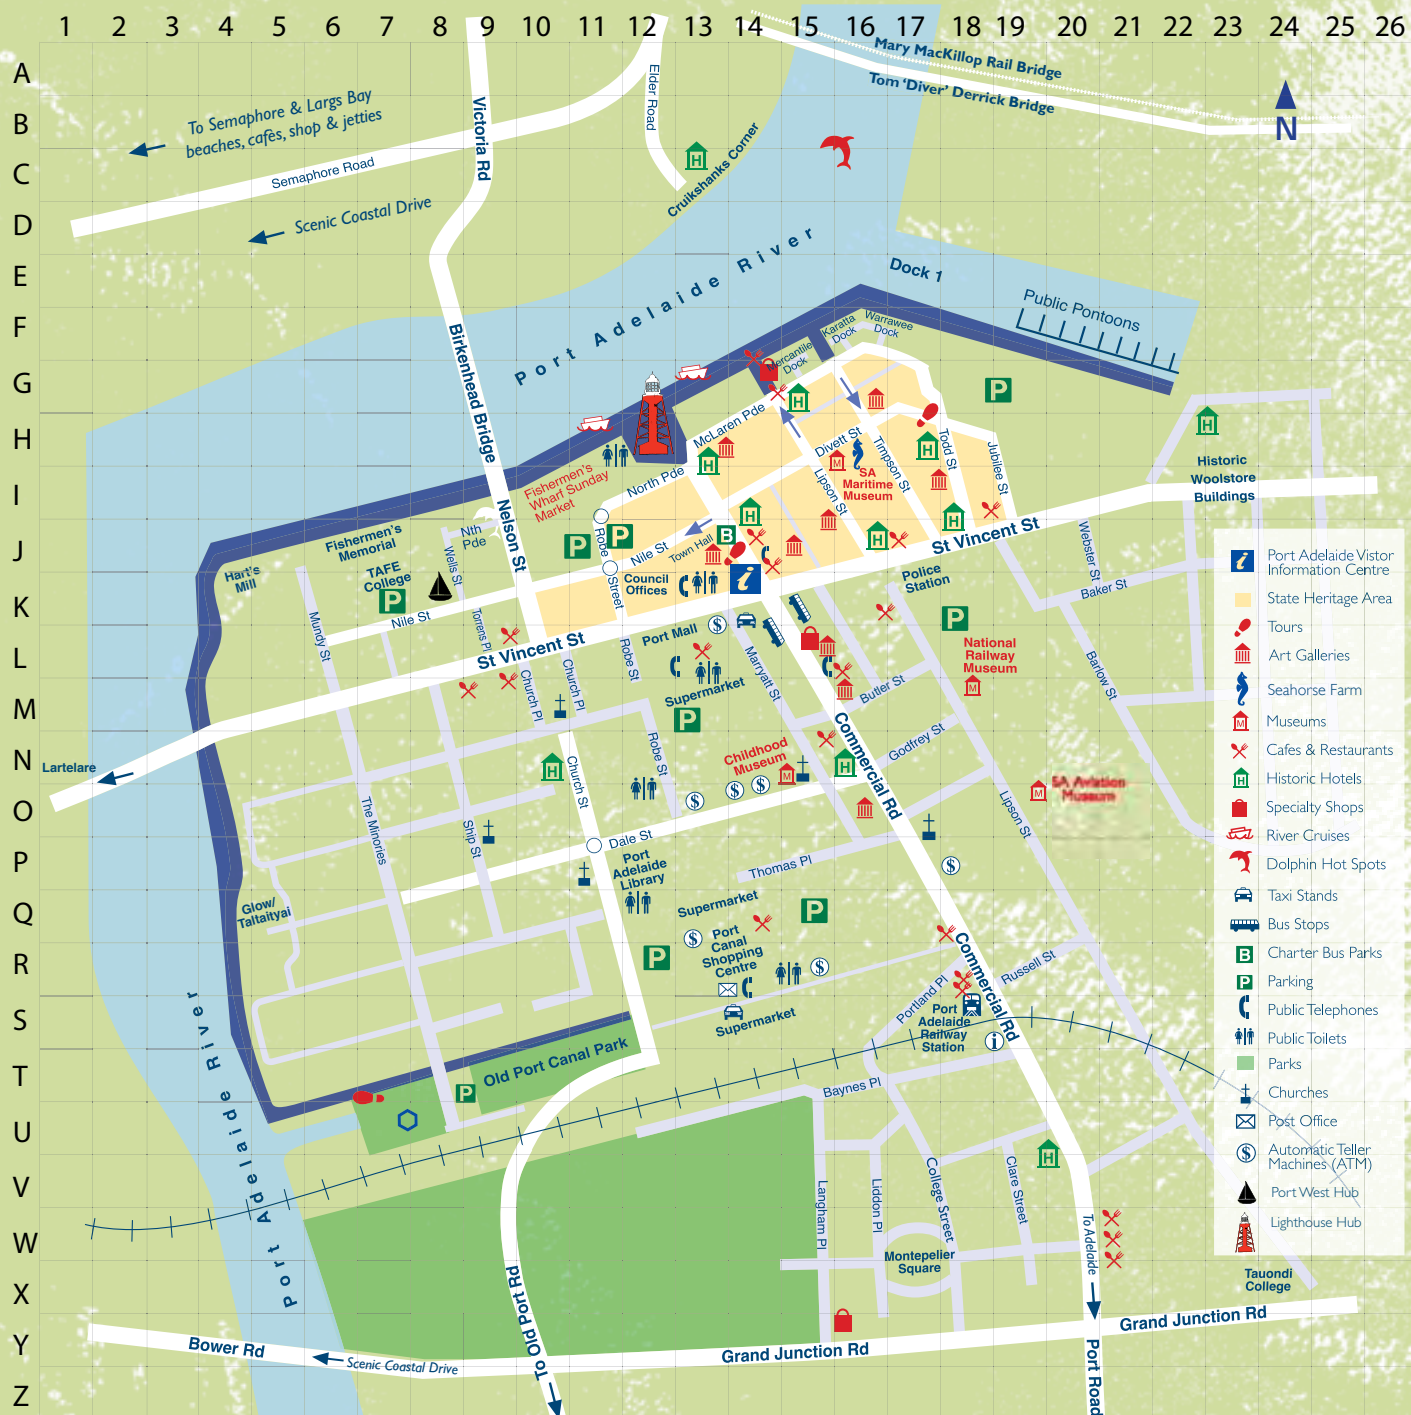 1 2 3 4 5 6 7 8 9 10 11 12 13 14 15 16 17 18 19 20 21 22 23 24 25 26
A
B
C
D
E
F
G
H
I
J
K
L
M
N
O
P
Q
R
S
T
U
V
W
X
Y
Z
Mary MacKillop Rail Bridge
Tom ‘Diver’ Derrick Bridge
N
To Semaphore & Largs Bay
beaches, cafes, shop & jetties
Semaphore Road
Scenic Coastal Drive
Victoria Rd
Elder Road
H
Cruikshanks Corner
Port Adelaide River
Dock 1
Public Pontoons
Birkenhead Bridge
Karatta
Dock
Warrawee
Dock
Mercantile
Dock
P
H
H
McLaren Pde
H
Divett St
Timpson St
H
Todd St
Jubilee St
M
SA
Maritime
Museum
Lipson St
H
Historic
Woolstore
Buildings
Fishermen's
Wharf Sunday
Market
North Pde
Nelson St
H
H
H
St Vincent St
Fishermen's
Memorial
Nth
Pde
Wells St
Hart's
Mill
TAFE
College
P
Nile St
P
P
Robe
Street
Nile St
Town Hall
B
Council
Offices
i
Police
Station
Webster St
Baker St
P
Mundy St
Torrens Pl
St Vincent St
Port Mall
$
Robe St
Church Pl
Church Pl
Marryatt St
Supermarket
P
National
Railway
Museum
M
Barlow St
Butler St
Godfrey St
Commercial Rd
Lartelare
H
Church St
Robe St
Childhood
Museum
M
H
$
$
$
M
SA Aviation
Museum
Lipson St
The Minories
Ship St
Dale St
Port
Adelaide
Library
Thomas Pl
$
Glow/
Taltaityai
Supermarket
P
$
Port
Canal
Shopping
Centre
P
$
Supermarket
Commercial Rd
Russell St
Portland Pl
Port
Adelaide
Railway
Station
i
Port Adelaide River
Old Port Canal Park
P
Baynes Pl
H
Langham Pl
Liddon Pl
College Street
Clare Street
Montepelier
Square
To Adelaide
Tauondi
College
To Old Port Rd
Bower Rd
Scenic Coastal Drive
Grand Junction Rd
Grand Junction Rd
Port Road
i
Port Adelaide Vistor
Information Centre
State Heritage Area
Tours
Art Galleries
Seahorse Farm
M
Museums
Cafes & Restaurants
H
Historic Hotels
Specialty Shops
River Cruises
Dolphin Hot Spots
Taxi Stands
Bus Stops
B
Charter Bus Parks
P
Parking
Public Telephones
Public Toilets
Parks
Churches
Post Office
$
Automatic Teller
Machines (ATM)
Port West Hub
Lighthouse Hub